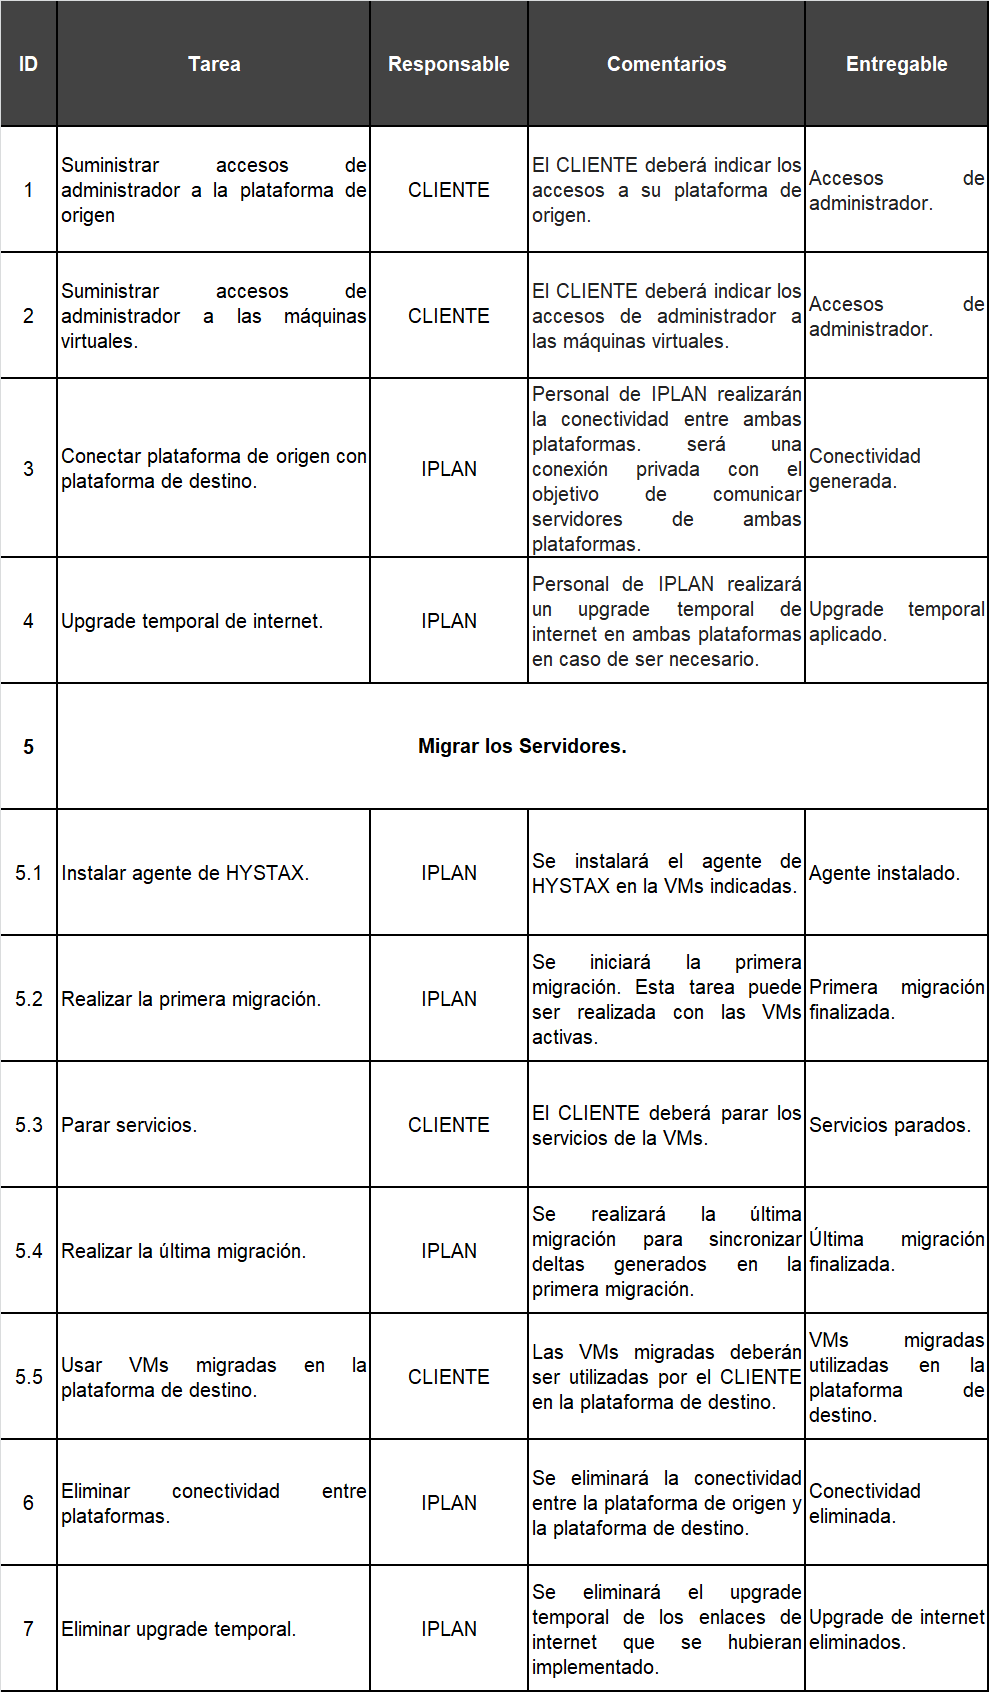 ID Tarea Responsable Comentarios Entregable
1
Suministrar accesos de
administrador a la plataforma de
origen
CLIENTE
El CLIENTE deberá indicar los
accesos a su plataforma de
origen.
Accesos de
administrador.
2
Suministrar accesos de
administrador a las máquinas
virtuales.
CLIENTE
El CLIENTE deberá indicar los
accesos de administrador a
las máquinas virtuales.
Accesos de
administrador.
3
Conectar plataforma de origen con
plataforma de destino.
IPLAN
Personal de IPLAN realizarán
la conectividad entre ambas
plataformas. será una
conexión privada con el
objetivo de comunicar
servidores de ambas
plataformas.
Conectividad
generada.
4
Upgrade temporal de internet.
IPLAN
Personal de IPLAN realizará
un upgrade temporal de
internet en ambas plataformas
en caso de ser necesario.
Upgrade temporal
aplicado.
5
Migrar los Servidores.
5.1
Instalar agente de HYSTAX.
IPLAN
Se instalará el agente de
HYSTAX en la VMs indicadas.
Agente instalado.
5.2
Realizar la primera migración.
IPLAN
Se iniciará la primera
migración. Esta tarea puede
ser realizada con las VMs
activas.
Primera migración
finalizada.
5.3
Parar servicios.
CLIENTE
El CLIENTE deberá parar los
servicios de la VMs.
Servicios parados.
5.4
Realizar la última migración.
IPLAN
Se realizará la última
migración para sincronizar
deltas generados en la
primera migración.
Última migración
finalizada.
5.5
Usar VMs migradas en la
plataforma de destino.
CLIENTE
Las VMs migradas deberán
ser utilizadas por el CLIENTE
en la plataforma de destino.
VMs migradas
utilizadas en la
plataforma de
destino.
6
Eliminar conectividad entre
plataformas.
IPLAN
Se eliminará la conectividad
entre la plataforma de origen y
la plataforma de destino.
Conectividad
eliminada.
7
Eliminar upgrade temporal.
IPLAN
Se eliminará el upgrade
temporal de los enlaces de
internet que se hubieran
implementado.
Upgrade de internet
eliminados.